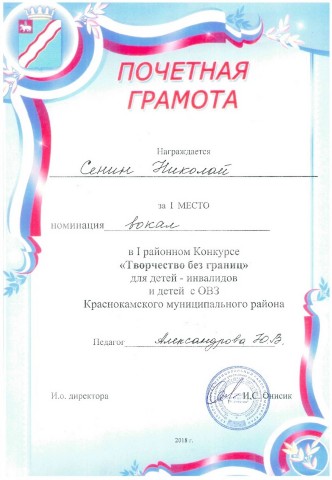 ПОЧЕТНАЯ
ГРАМОТА
Награждается
Сенин Николай
за I МЕСТО
номинация вокал
в I районном Конкурсе
«Творчество без границ»
для детей - инвалидов
и детей с ОВЗ
Краснокамского муниципального района
Педагог Александрова Ю.В.
И.о. директора И.С. Онисик
2018 г.